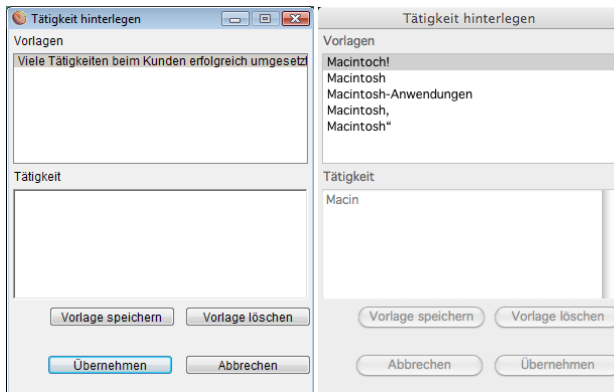 Tätigkeit hinterlegen
Vorlagen
Viele Tätigkeiten beim Kunden erfolgreich umgesetzt
Tätigkeit
Vorlage speichern
Vorlage löschen
Übernehmen
Abbrechen
Tätigkeit hinterlegen
Vorlagen
Macintoch!
Macintosh
Macintosh-Anwendungen
Macintosh,
Macintosh“
Tätigkeit
Macin
Vorlage speichern
Vorlage löschen
Abbrechen
Übernehmen